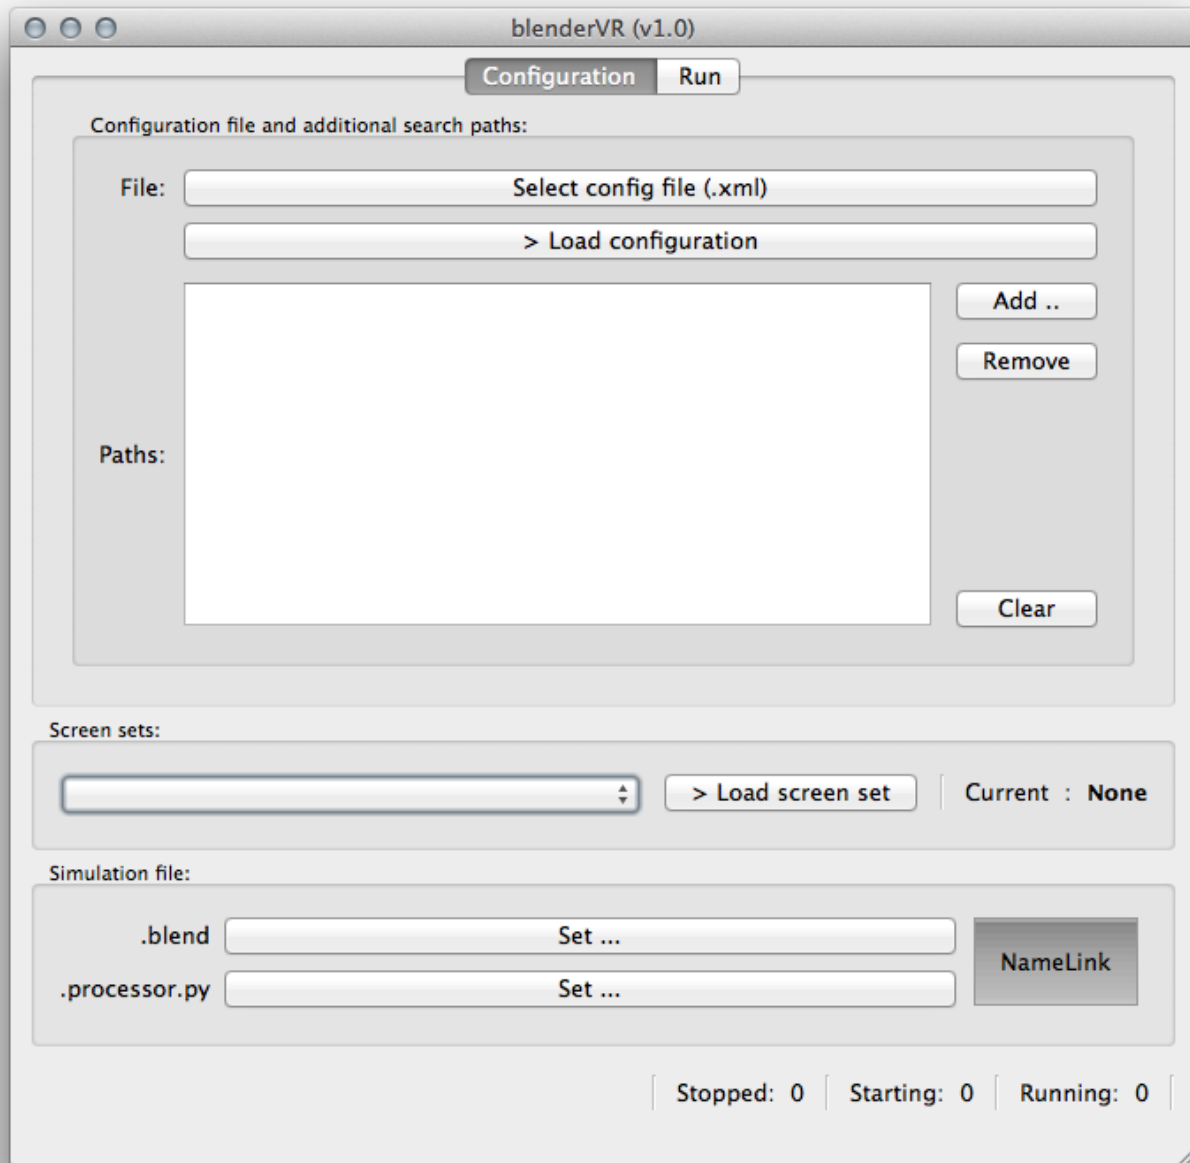 blenderVR (v1.0)
Configuration Run
Configuration file and additional search paths:
File: Select config file (.xml)
> Load configuration
Add ..
Remove
Paths:
Clear
Screen sets:
> Load screen set Current : None
Simulation file:
.blend Set ...
NameLink
.processor.py Set ...
Stopped: 0 Starting: 0 Running: 0